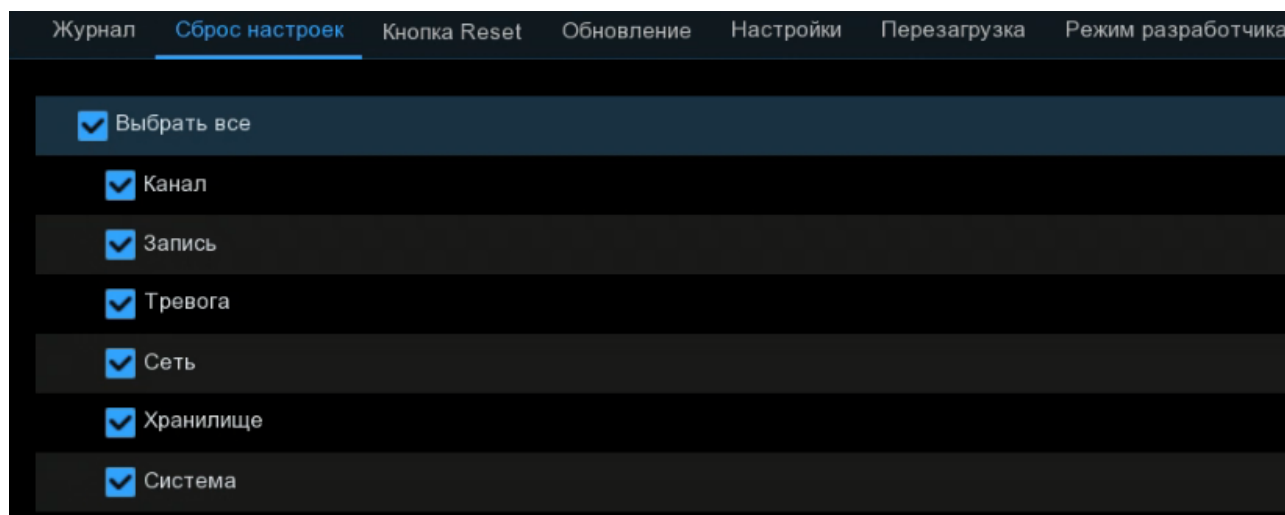 Журнал Сброс настроек Кнопка Reset Обновление Настройки Перезагрузка Режим разработчика
Выбрать все
Канал
Запись
Тревога
Сеть
Хранилище
Система